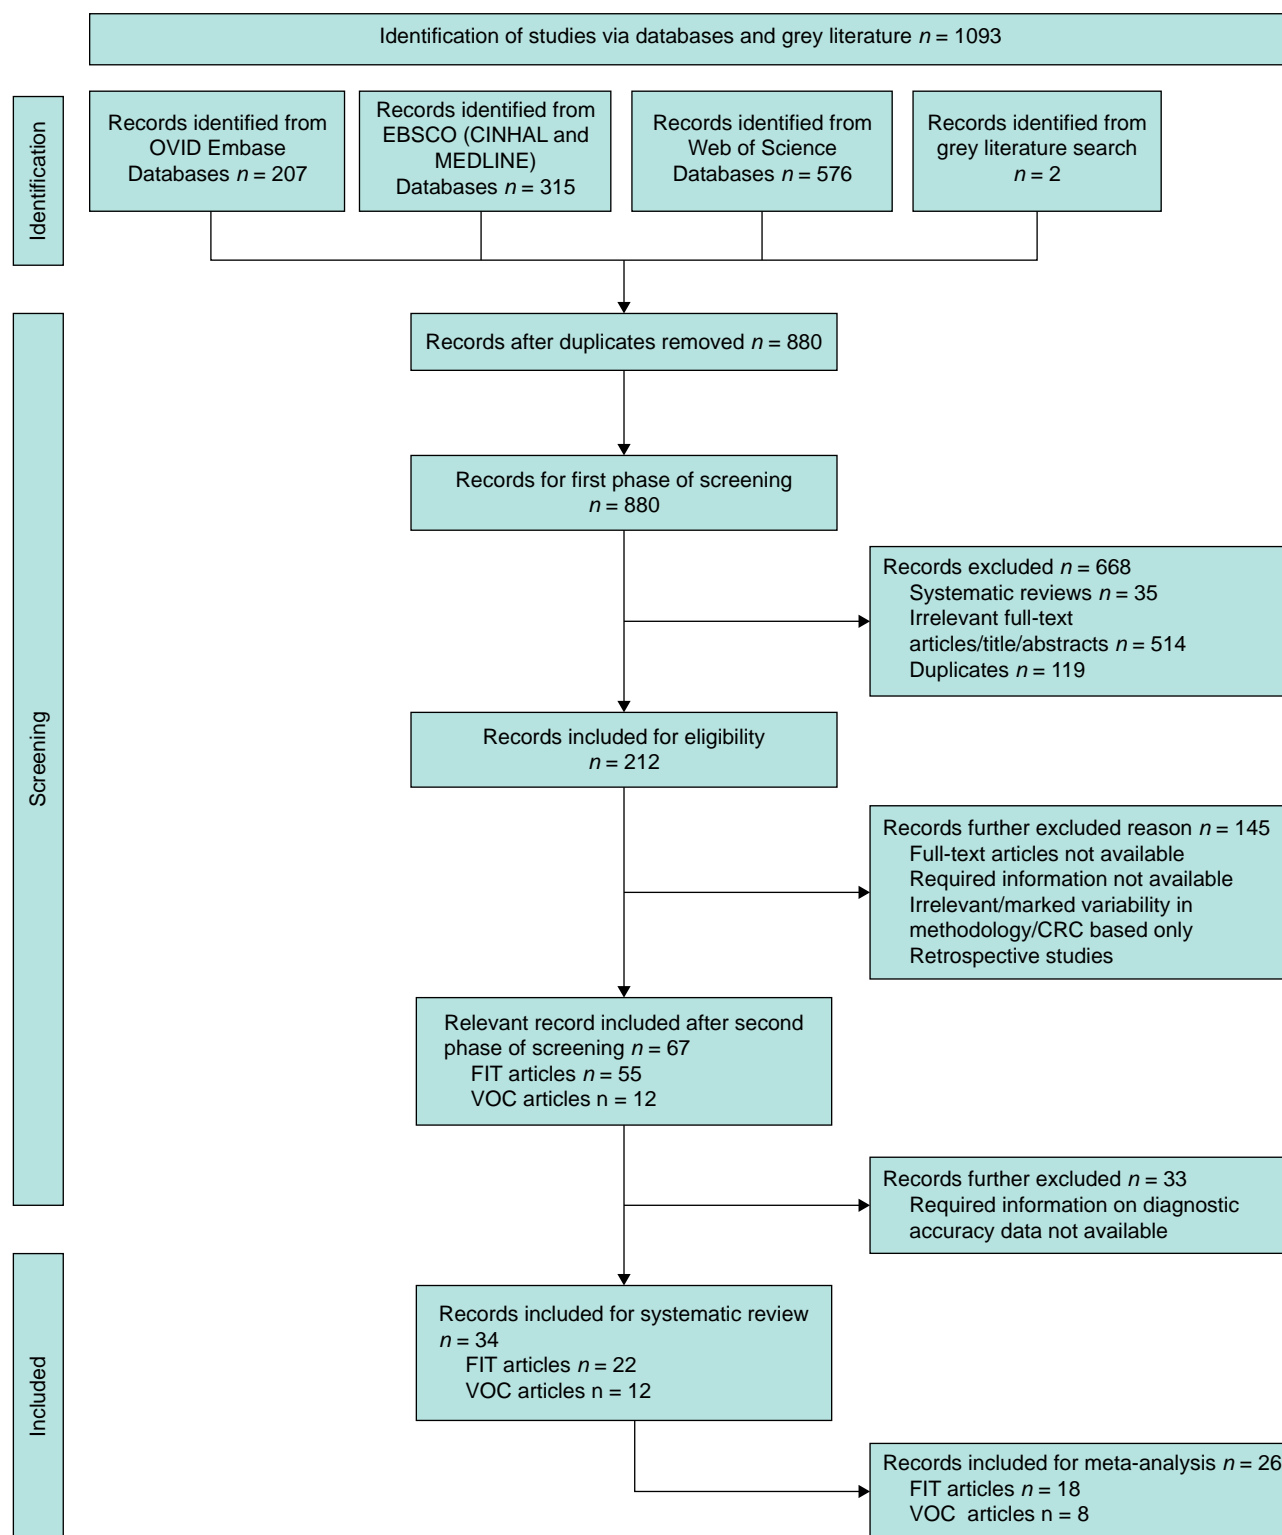 Identification of studies via databases and grey literature n = 1093
Identification
Records identified from
OVID Embase
Databases n = 207
Records identified from
EBSCO (CINHAL and
MEDLINE)
Databases n = 315
Records identified from
Web of Science
Databases n = 576
Records identified from
grey literature search
n = 2
Screening
Records after duplicates removed n = 880
Records for first phase of screening
n = 880
Records excluded n = 668
Systematic reviews n = 35
Irrelevant full-text
articles/title/abstracts n = 514
Duplicates n = 119
Records included for eligibility
n = 212
Records further excluded reason n = 145
Full-text articles not available
Required information not available
Irrelevant/marked variability in
methodology/CRC based only
Retrospective studies
Relevant record included after second
phase of screening n = 67
FIT articles n = 55
VOC articles n = 12
Records further excluded n = 33
Required information on diagnostic
accuracy data not available
Included
Records included for systematic review
n = 34
FIT articles n = 22
VOC articles n = 12
Records included for meta-analysis n = 26
FIT articles n = 18
VOC articles n = 8